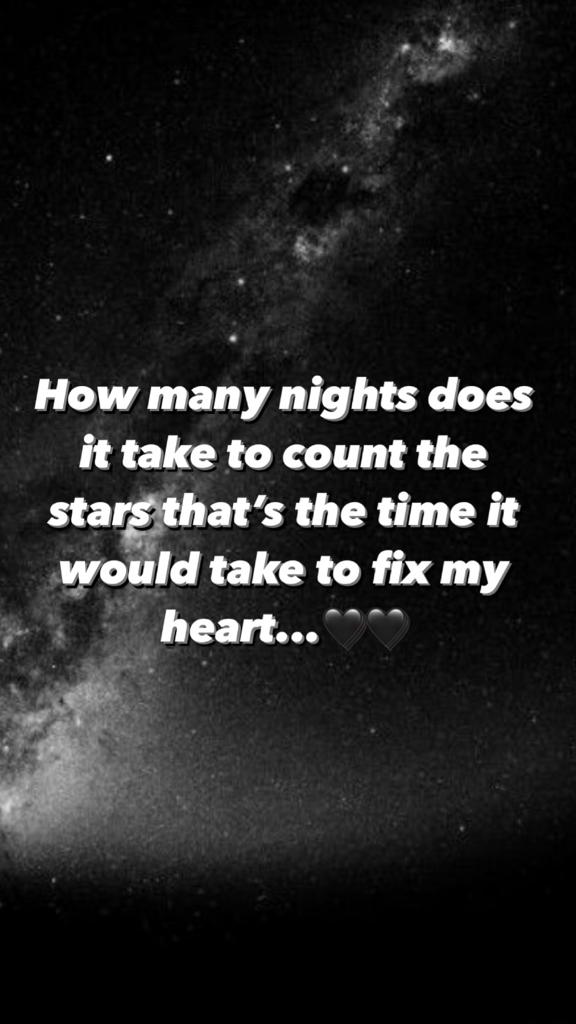 How many nights does
it take to count the
stars that's the time it
would take to fix my
heart...🖤🖤